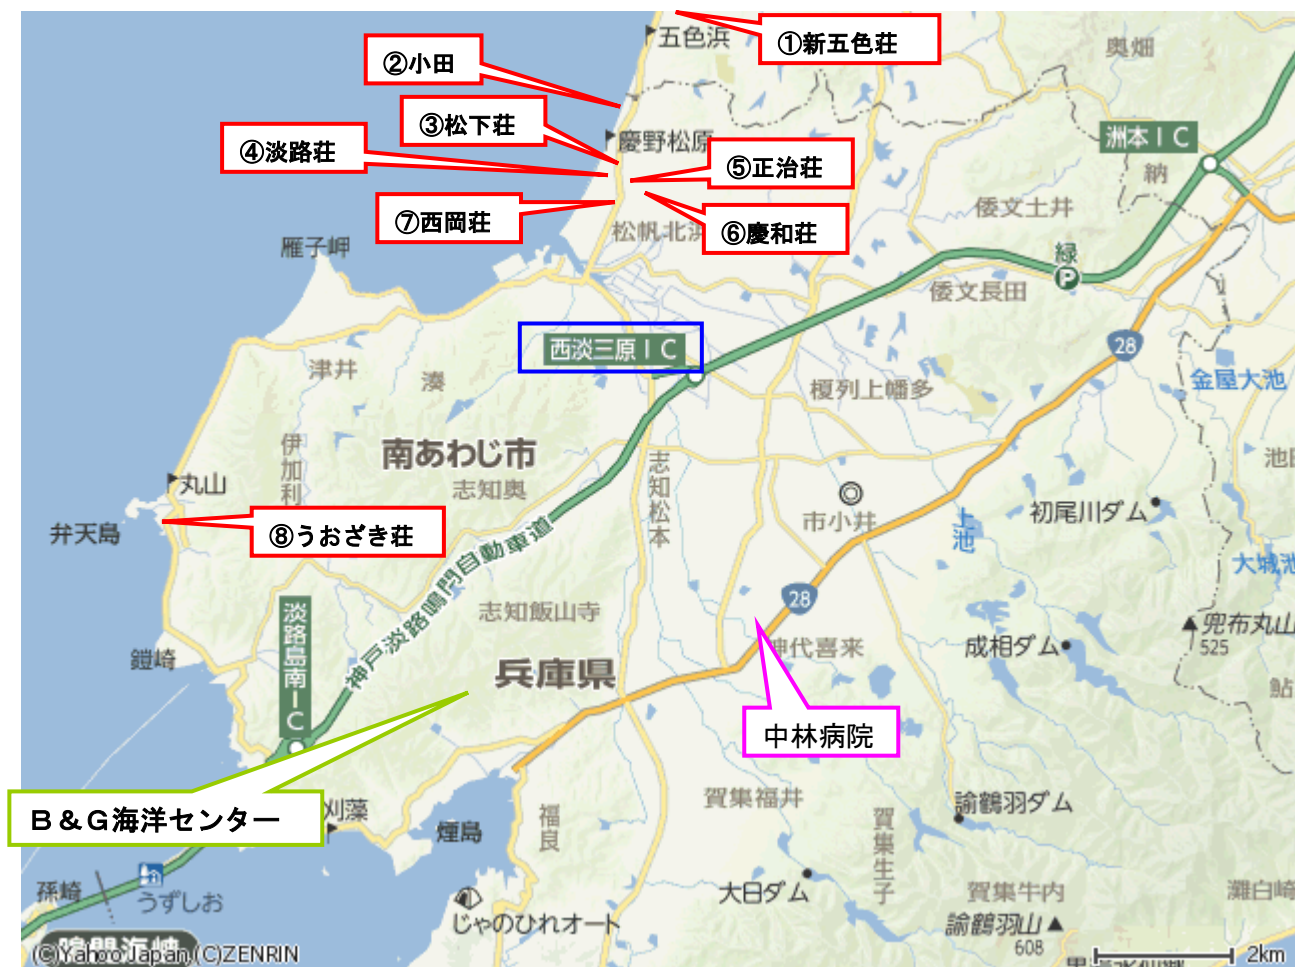 ①新五色荘
五色浜
奥畑
②小田
③松下荘
慶野松原
洲本ＩＣ
④淡路荘
⑤正治荘
納
⑦西岡荘
⑥慶和荘
松帆北浜
倭文土井
雁子岬
緑
P
倭文長田
西淡三原ＩＣ
28
津井
湊
榎列上幡多
金屋大池
南あわじ市
伊加利
志知奥
志知松本
池田
丸山
初尾川ダム
弁天島
⑧うおざき荘
市小井
上池
大城池
神戸淡路鳴門自動車道
淡路島南ＩＣ
志知飯山寺
28
兜布丸山
525
鎧崎
兵庫県
神代喜来
成相ダム
鮎
中林病院
Ｂ＆Ｇ海洋センター
刈藻
煙島
福良
賀集福井
賀集生子
諭鶴羽ダム
孫崎
うずしお
大日ダム
賀集牛内
灘白崎
じゃのひれオート
諭鶴羽山
608
鳴門海峡
(C)Yahoo Japan,(C)ZENRIN
2km